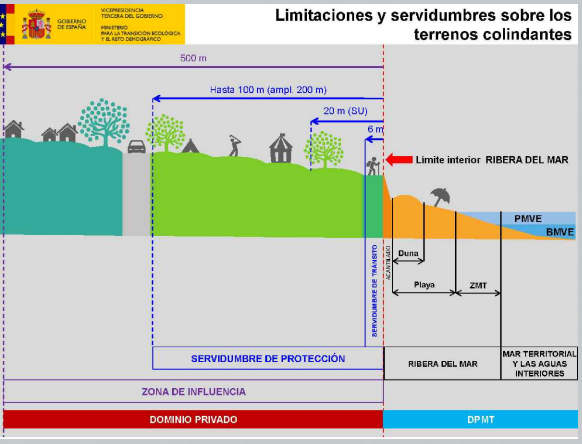 GOBIERNO
DE ESPAÑA
VICEPRESIDENCIA
TERCERA DEL GOBIERNO
MINISTERIO
PARA LA TRANSICIÓN ECOLÓGICA
Y EL RETO DEMOGRÁFICO
Limitaciones y servidumbres sobre los
terrenos colindantes
500 m
Hasta 100 m (ampl. 200 m)
20 m (SU)
6 m
Límite interior RIBERA DEL MAR
PMVE
BMVE
SERVIDUMBRE DE TRÁNSITO
ACANTILADO
Duna
Playa
ZMT
SERVIDUMBRE DE PROTECCIÓN
RIBERA DEL MAR
MAR TERRITORIAL
Y LAS AGUAS
INTERIORES
ZONA DE INFLUENCIA
DOMINIO PRIVADO
DPMT